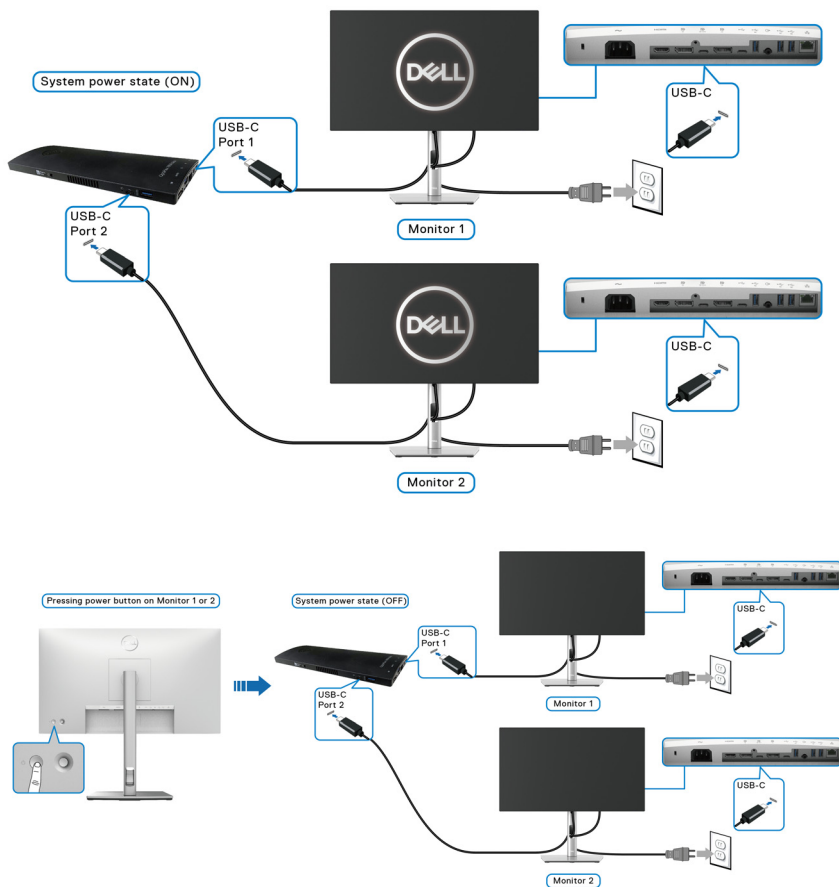 System power state (ON)
USB-C
Port 1
DELL
USB-C
Monitor 1
USB-C
Port 2
DELL
USB-C
Monitor 2
Pressing power button on Monitor 1 or 2
System power state (OFF)
USB-C
Port 1
USB-C
Monitor 1
USB-C
Port 2
USB-C
Monitor 2